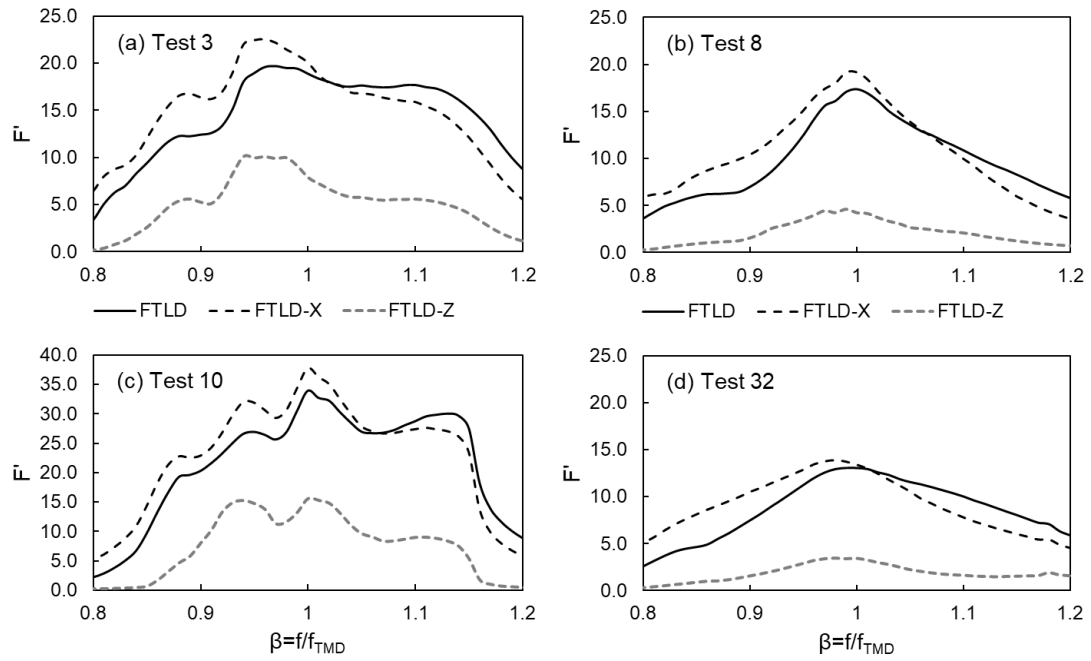 (a) Test 3
F'
25.0
20.0
15.0
10.0
5.0
0.0
0.8 0.9 1 1.1 1.2
(b) Test 8
F'
25.0
20.0
15.0
10.0
5.0
0.0
0.8 0.9 1 1.1 1.2
FTLD FTLD-X FTLD-Z
FTLD FTLD-X FTLD-Z
(c) Test 10
F'
40.0
35.0
30.0
25.0
20.0
15.0
10.0
5.0
0.0
0.8 0.9 1 1.1 1.2
β=f/fTMD
(d) Test 32
F'
25.0
20.0
15.0
10.0
5.0
0.0
0.8 0.9 1 1.1 1.2
β=f/fTMD